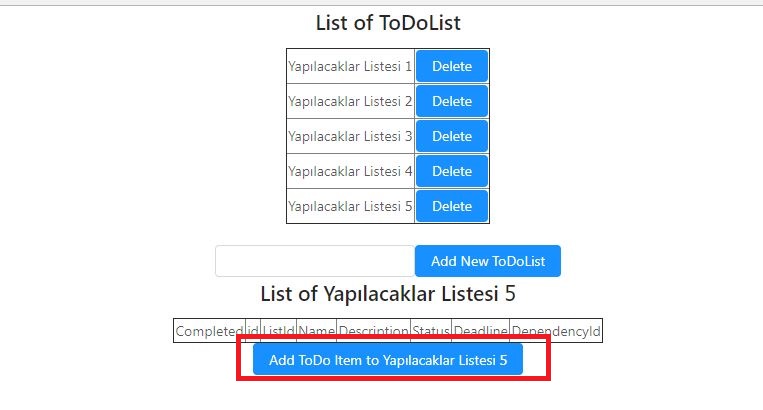 List of ToDoList
Yapılacaklar Listesi 1 Delete
Yapılacaklar Listesi 2 Delete
Yapılacaklar Listesi 3 Delete
Yapılacaklar Listesi 4 Delete
Yapılacaklar Listesi 5 Delete
Add New ToDoList
List of Yapılacaklar Listesi 5
Completed id ListId Name Description Status Deadline DependencyId
Add ToDo Item to Yapılacaklar Listesi 5